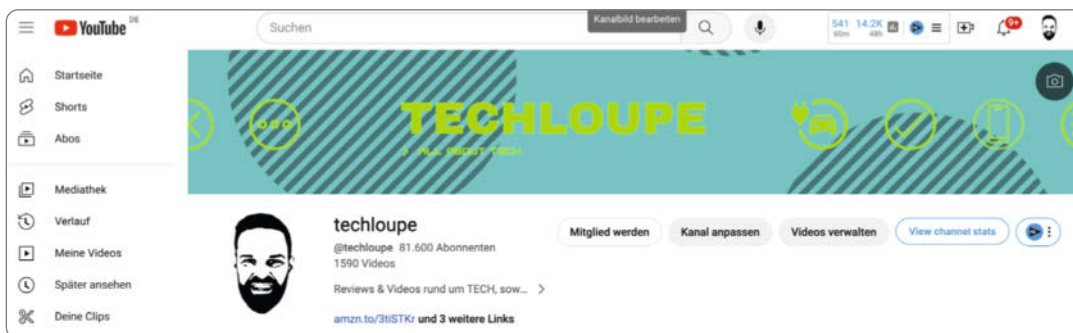 YouTube DE
Suchen
Kanalbild bearbeiten
541 14.2K
60m 48h
9+
Startseite
Shorts
Abos
Mediathek
Verlauf
Meine Videos
Später ansehen
Deine Clips
TECHLOUPE
> ALL ABOUT TECH
techloupe
@techloupe 81.600 Abonnenten
1590 Videos
Reviews & Videos rund um TECH, sow... >
amzn.to/3tiSTKr und 3 weitere Links
Mitglied werden
Kanal anpassen
Videos verwalten
View channel stats